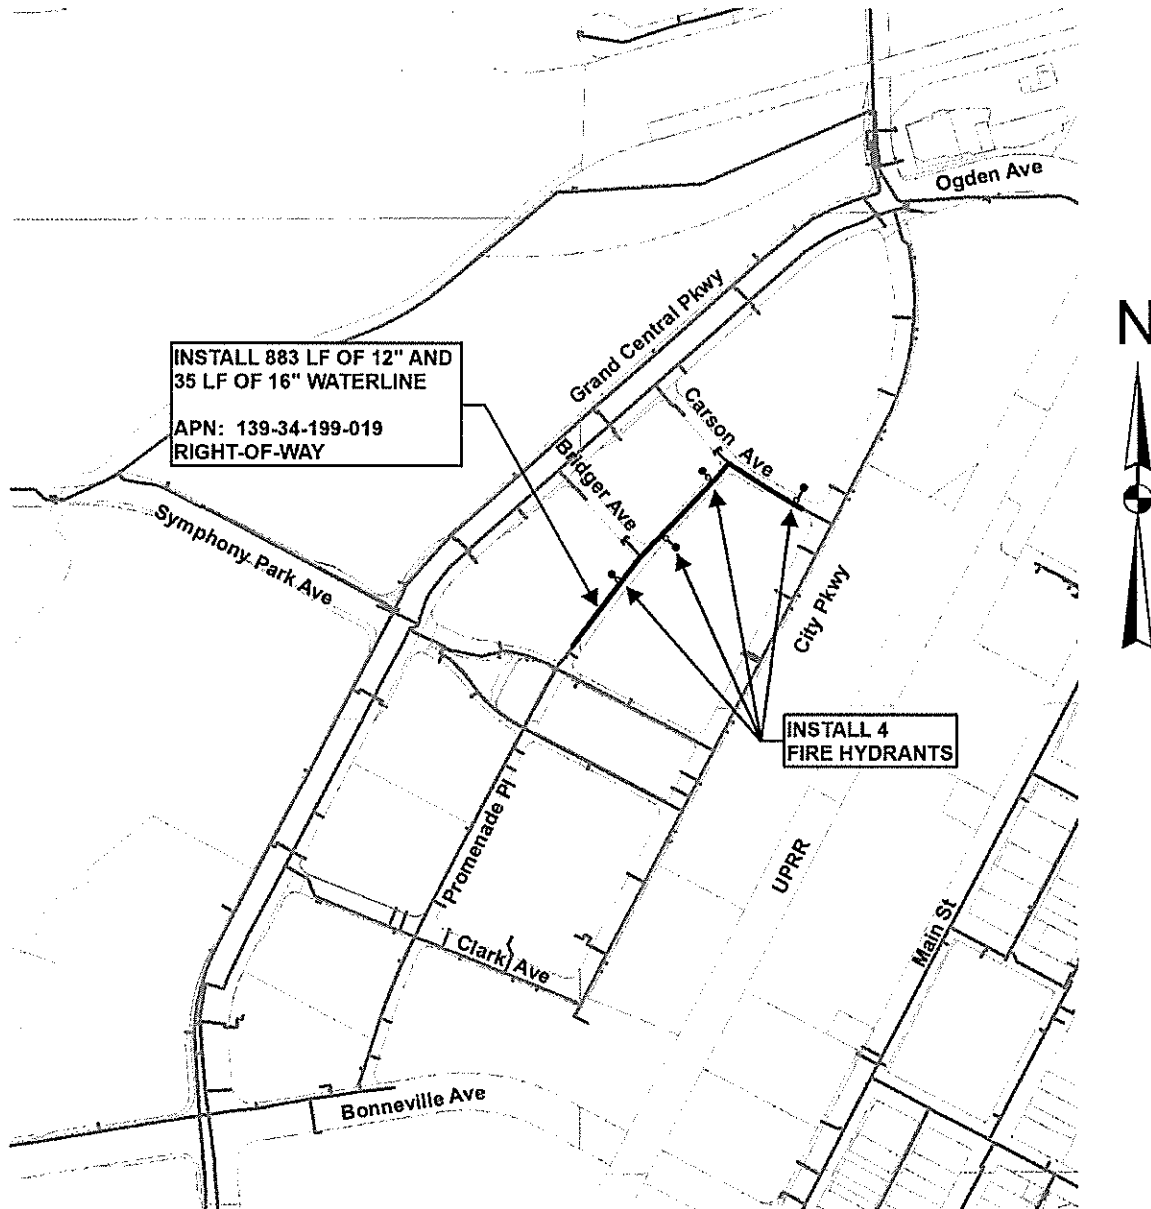 Ogden Ave
N
Grand Central Pkwy
INSTALL 883 LF OF 12" AND
35 LF OF 16" WATERLINE
APN: 139-34-199-019
RIGHT-OF-WAY
Carson Ave
Bridger Ave
Symphony Park Ave
City Pkwy
INSTALL 4
FIRE HYDRANTS
Promenade Pl
UPRR
Main St
Clark Ave
Bonneville Ave